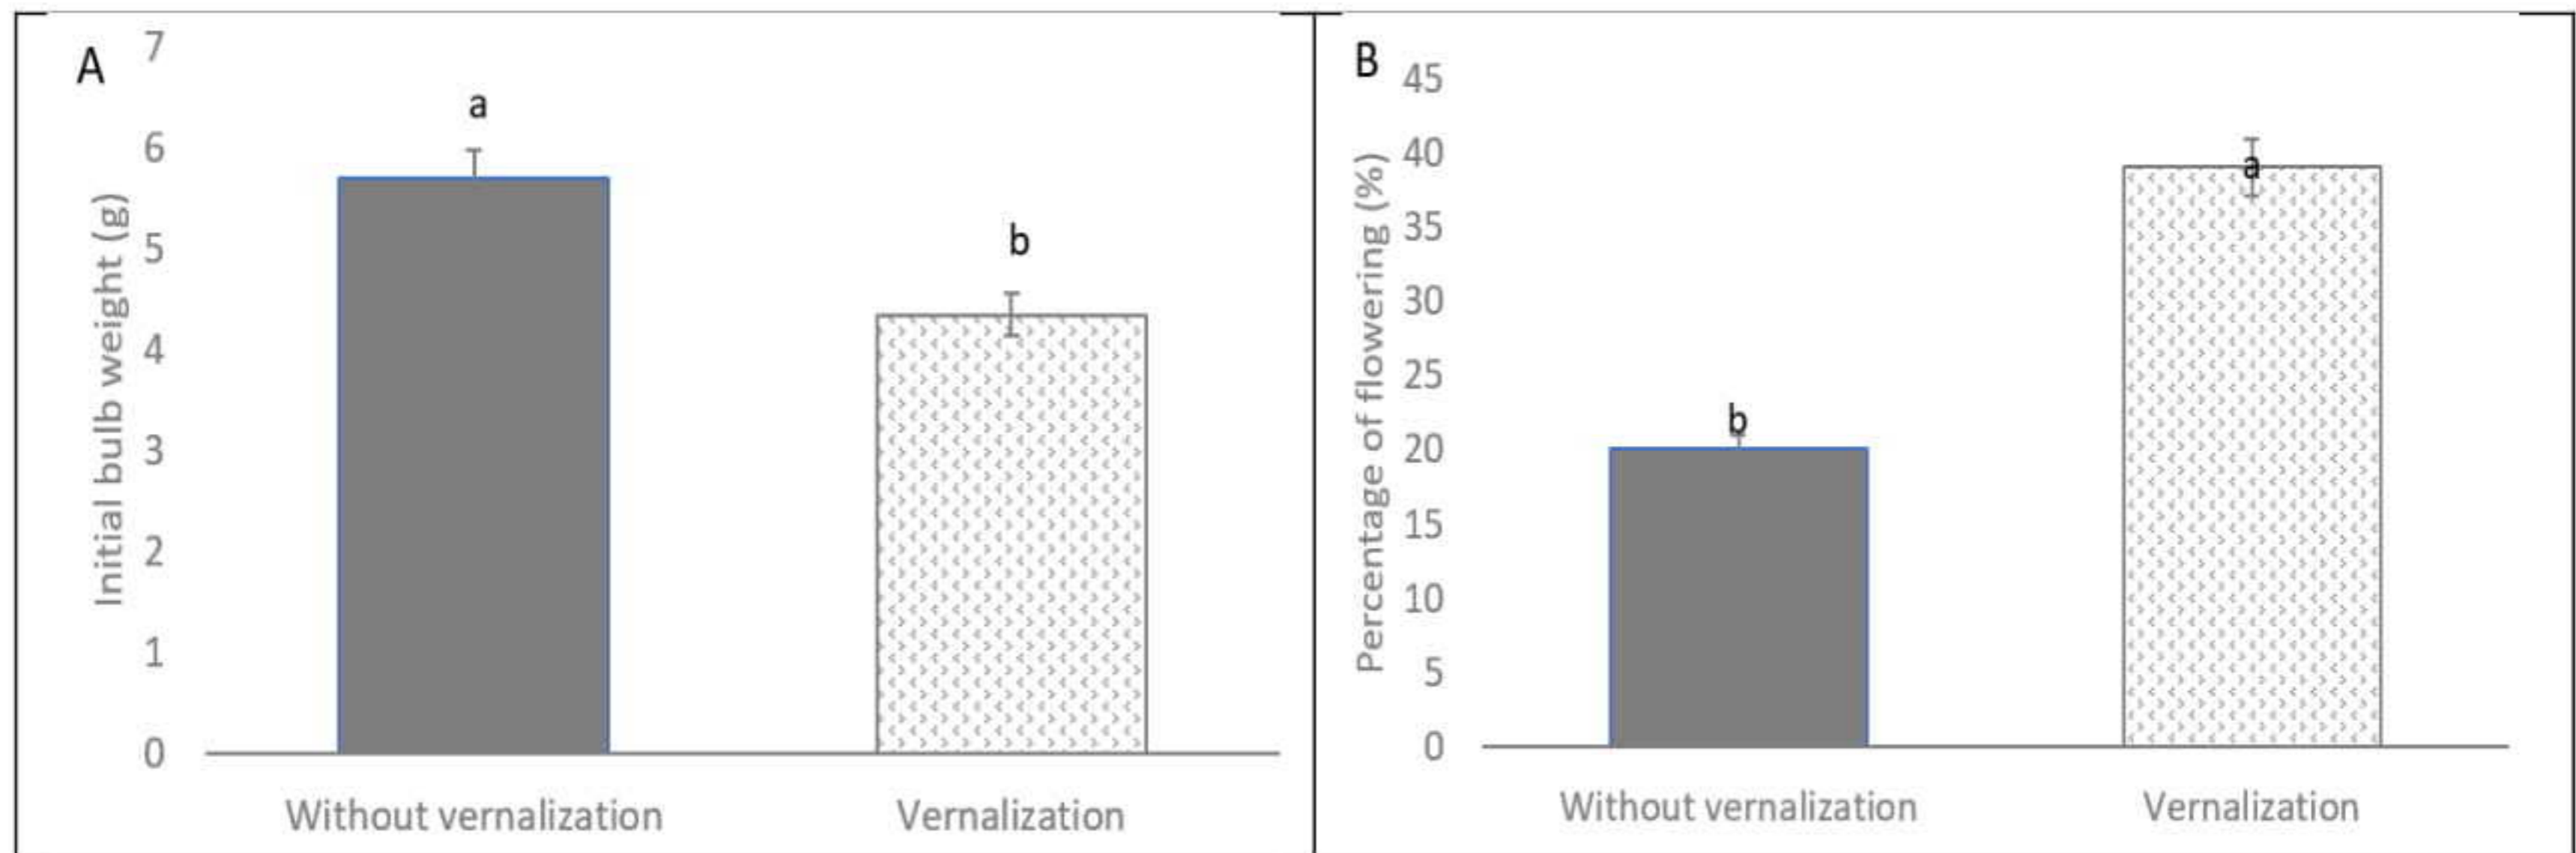 A
7
6
5
4
3
2
1
0
Initial bulb weight (g)
a
b
Without vernalization
Vernalization
B
45
40
35
30
25
20
15
10
5
0
Percentage of flowering (%)
b
a
Without vernalization
Vernalization